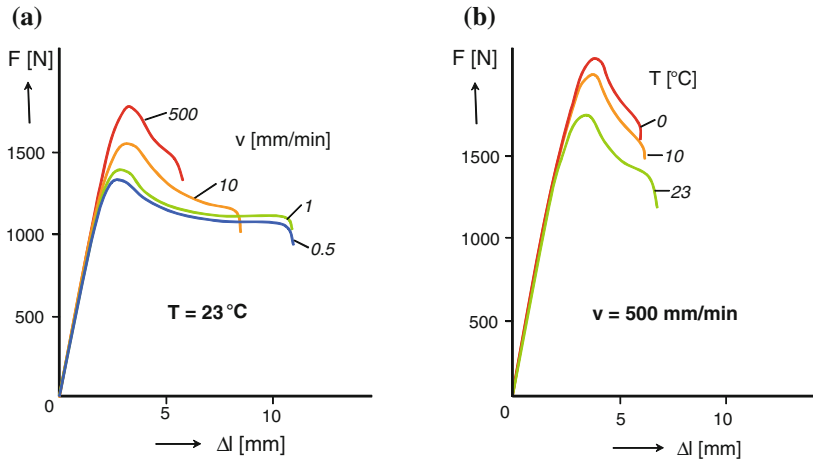 (a)
F [N]
1500
1000
500
0
5
10
Δl [mm]
500
v [mm/min]
10
1
0.5
T = 23 °C
(b)
F [N]
1500
1000
500
0
5
10
Δl [mm]
T [°C]
0
10
23
v = 500 mm/min